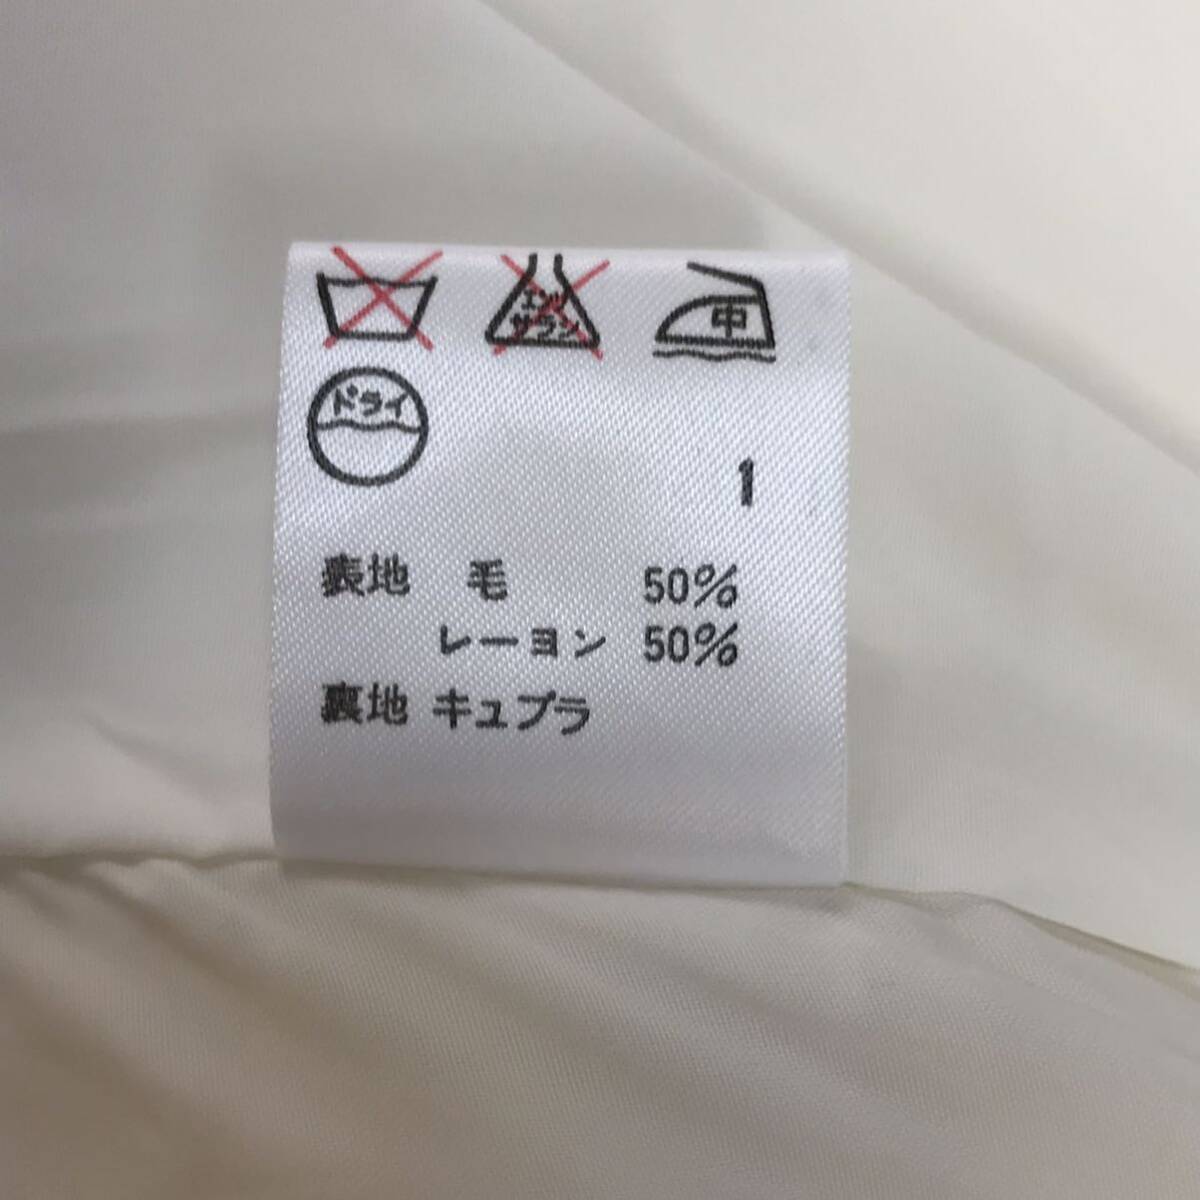 エンソ
サラシ
中
ドライ
1
表地 毛 50%
レーヨン 50%
裏地 キュプラ